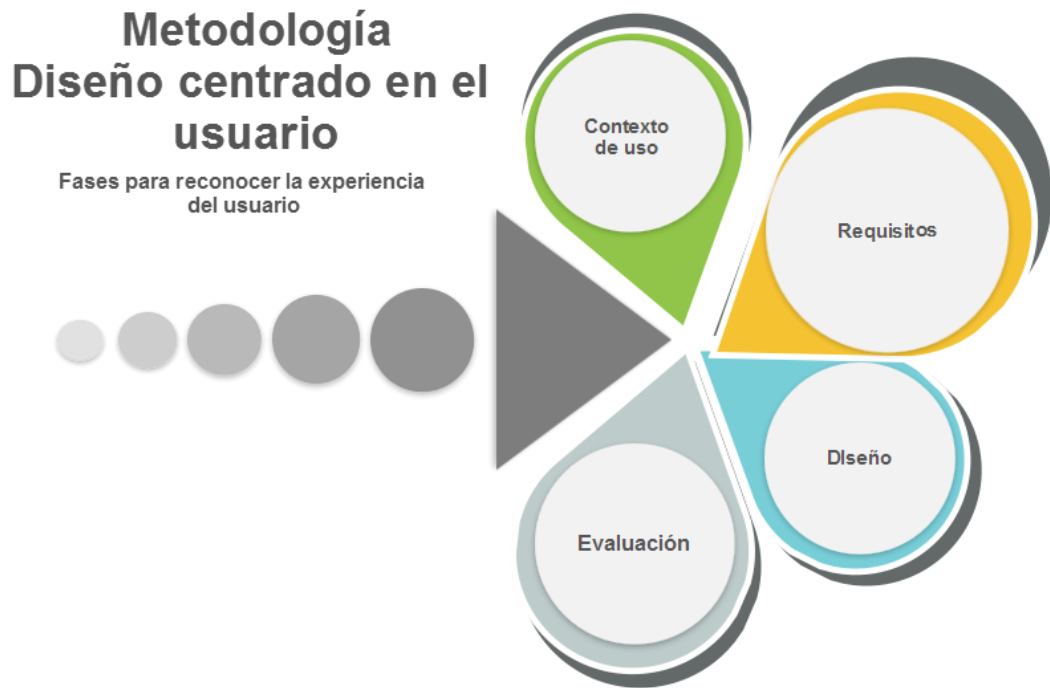 Metodología
Diseño centrado en el
usuario
Fases para reconocer la experiencia
del usuario
Contexto
de uso
Requisitos
DIseño
Evaluación